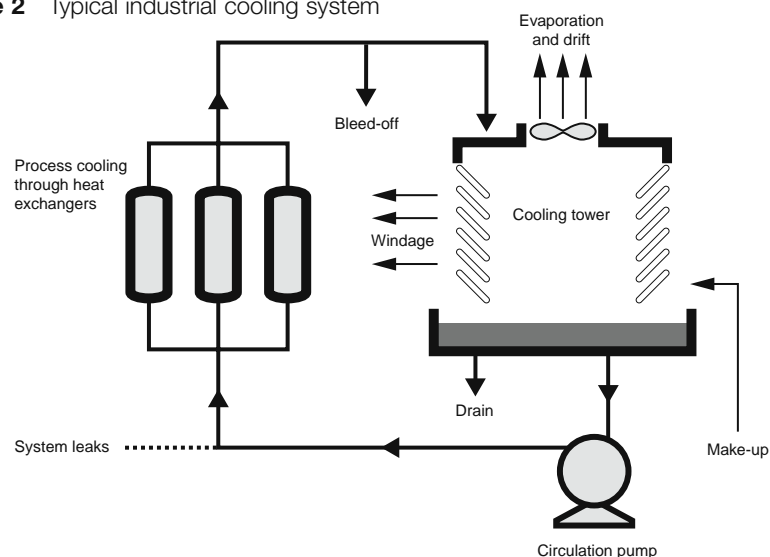 2 Typical industrial cooling system
Evaporation
and drift
Bleed-off
Process cooling
through heat
exchangers
Cooling tower
Windage
Drain
System leaks
Make-up
Circulation pump